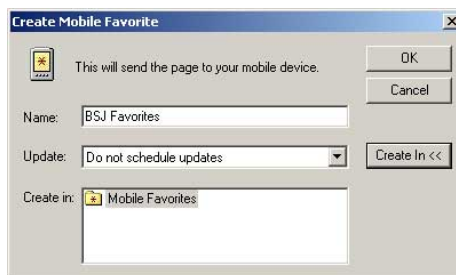 Create Mobile Favorite
This will send the page to your mobile device.
OK
Cancel
Name:
BSJ Favorites
Update:
Do not schedule updates
Create In <<
Create in:
Mobile Favorites